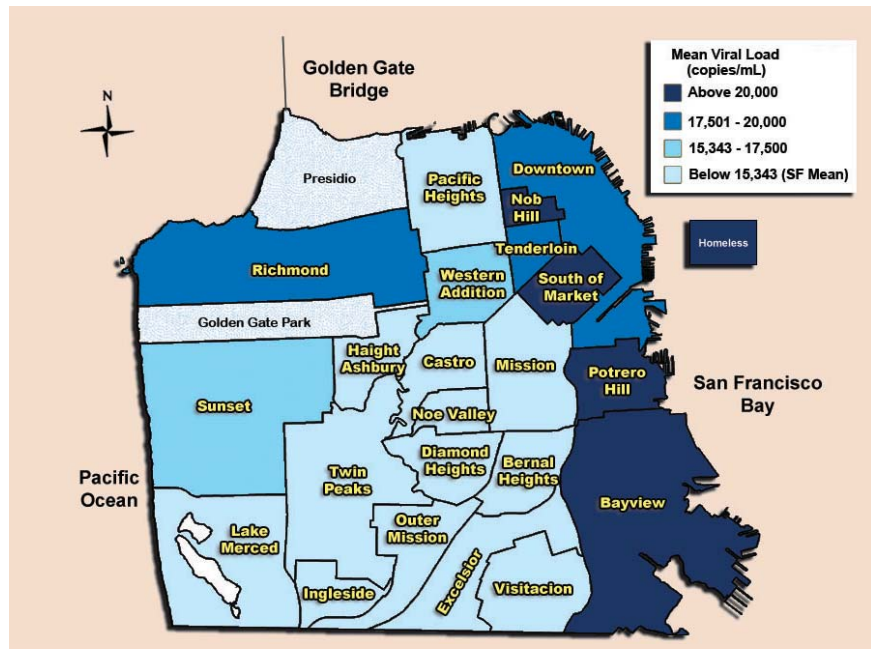 Golden Gate
Bridge
N
Mean Viral Load
(copies/mL)
Above 20,000
17,501 - 20,000
15,343 - 17,500
Below 15,343 (SF Mean)
Presidio
Pacific
Heights
Downtown
Nob
Hill
Homeless
Tenderloin
Richmond
Western
Addition
South of
Market
Golden Gate Park
Haight
Ashbury
Castro
Mission
Potrero
Hill
San Francisco
Bay
Sunset
Noe Valley
Diamond
Heights
Bernal
Heights
Twin
Peaks
Pacific
Ocean
Bayview
Outer
Mission
Lake
Merced
Ingleside
Excelsior
Visitacion